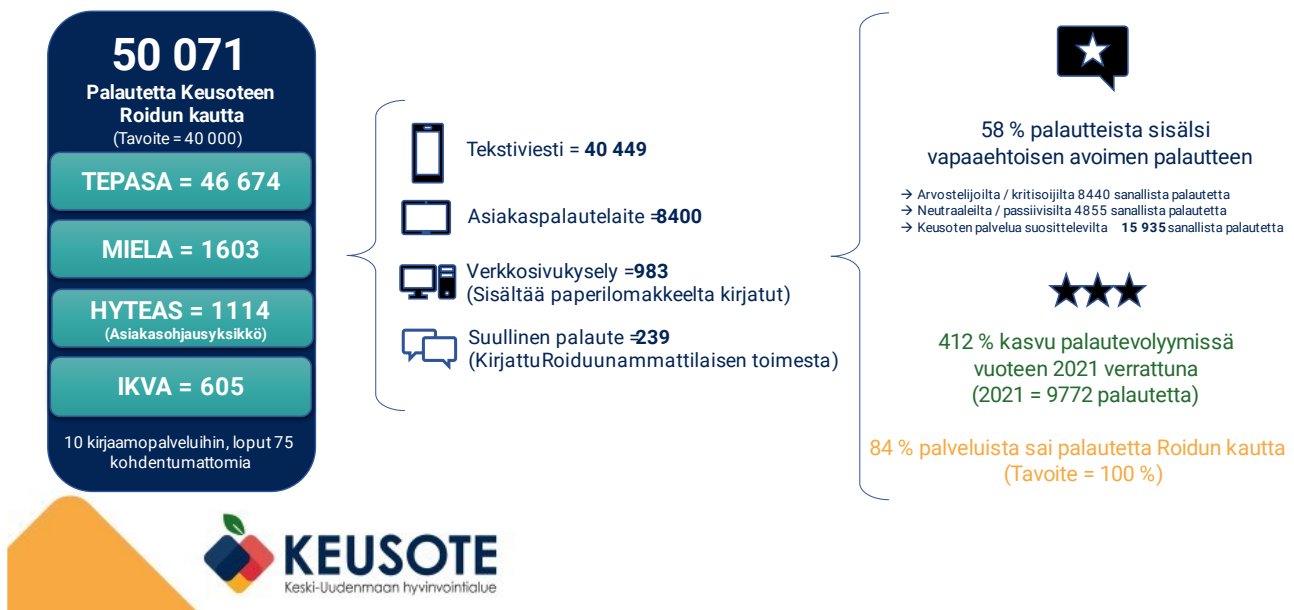 50 071
Palautetta Keusoteen
Roidun kautta
(Tavoite = 40 000)
TEPASA = 46 674
MIELA = 1603
HYTEAS = 1114
(Asiakasohjausyksikkö)
IKVA = 605
10 kirjaamopalveluihin, loput 75
kohdentumattomia
Tekstiviesti = 40 449
Asiakaspalautelaite =8400
Verkkosivukysely =983
(Sisältää paperilomakkeelta kirjatut)
Suullinen palaute =239
(KirjattuRoiduunammattilaisen toimesta)
58 % palautteista sisälsi
vapaaehtoisen avoimen palautteen
→ Arvostelijoilta / kritisoijilta 8440 sanallista palautetta
→ Neutraaleilta / passiivisilta 4855 sanallista palautetta
→ Keusoten palvelua suosittelevilta 15 935 sanallista palautetta
412 % kasvu palautevolyymissä
vuoteen 2021 verrattuna
(2021 = 9772 palautetta)
84 % palveluista sai palautetta Roidun kautta
(Tavoite = 100 %)
KEUSOTE
Keski-Uudenmaan hyvinvointialue